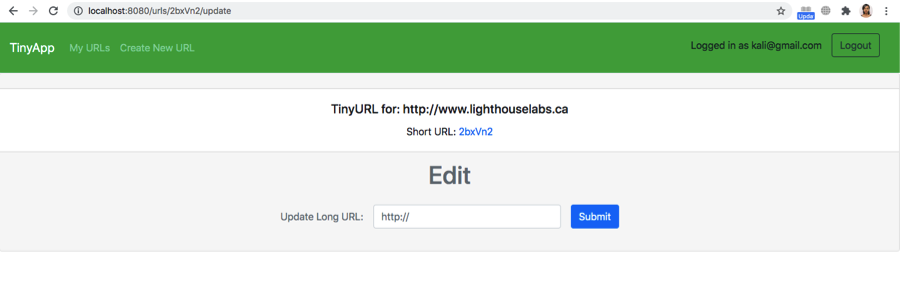 localhost:8080/urls/2bxVn2/update
Upda
TinyApp My URLs Create New URL Logged in as kali@gmail.com Logout
TinyURL for: http://www.lighthouselabs.ca
Short URL: 2bxVn2
Edit
Update Long URL: http:// Submit